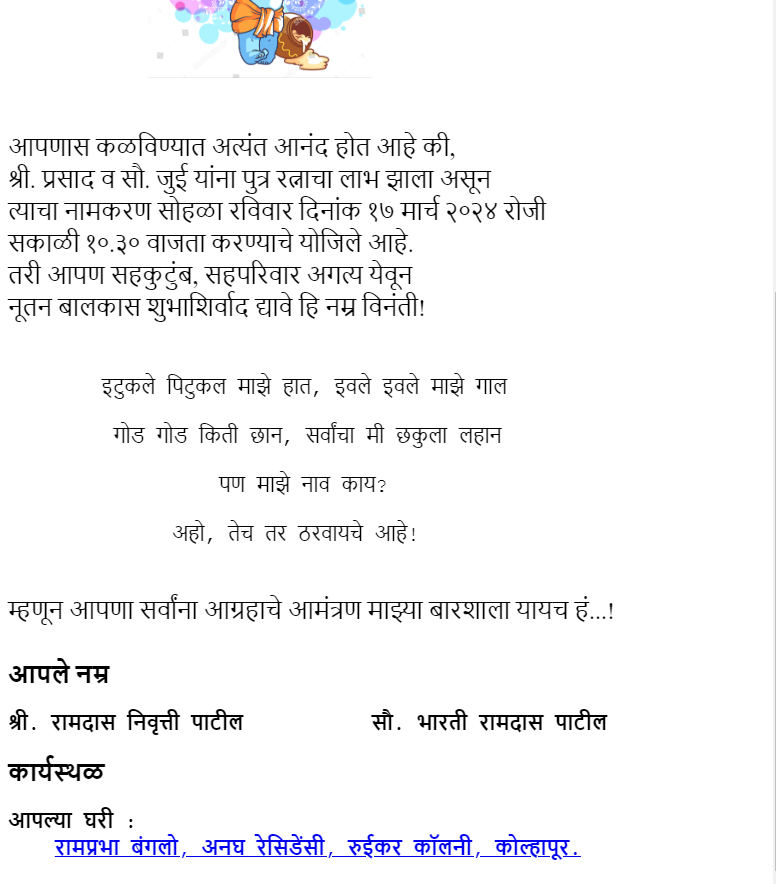 आपणास कळविण्यात अत्यंत आनंद होत आहे की,
श्री. प्रसाद व सौ. जुई यांना पुत्र रत्नाचा लाभ झाला असून
त्याचा नामकरण सोहळा रविवार दिनांक १७ मार्च २०२४ रोजी
सकाळी १०.३० वाजता करण्याचे योजिले आहे.
तरी आपण सहकुटुंब, सहपरिवार अगत्य येवून
नूतन बालकास शुभाशिर्वाद द्यावे हि नम्र विनंती!
इटुकले पिटुकल माझे हात, इवले इवले माझे गाल
गोड गोड किती छान, सर्वांचा मी छकुला लहान
पण माझे नाव काय?
अहो, तेच तर ठरवायचे आहे!
म्हणून आपणा सर्वांना आग्रहाचे आमंत्रण माझ्या बारशाला यायच हं...!
आपले नम्र
श्री. रामदास निवृत्ती पाटील सौ. भारती रामदास पाटील
कार्यस्थळ
आपल्या घरी :
रामप्रभा बंगलो, अनघ रेसिडेंसी, रुईकर कॉलनी, कोल्हापूर.